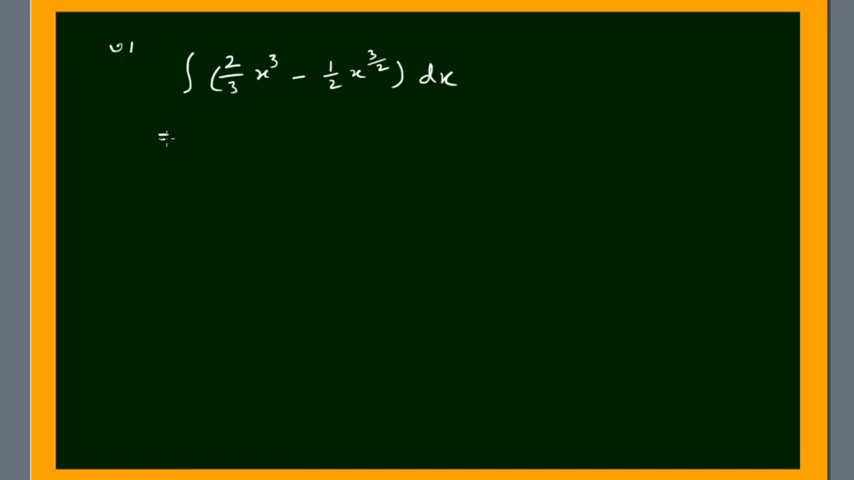 ∫ (2/3 x^3 - 1/2 x^(3/2)) dx
=